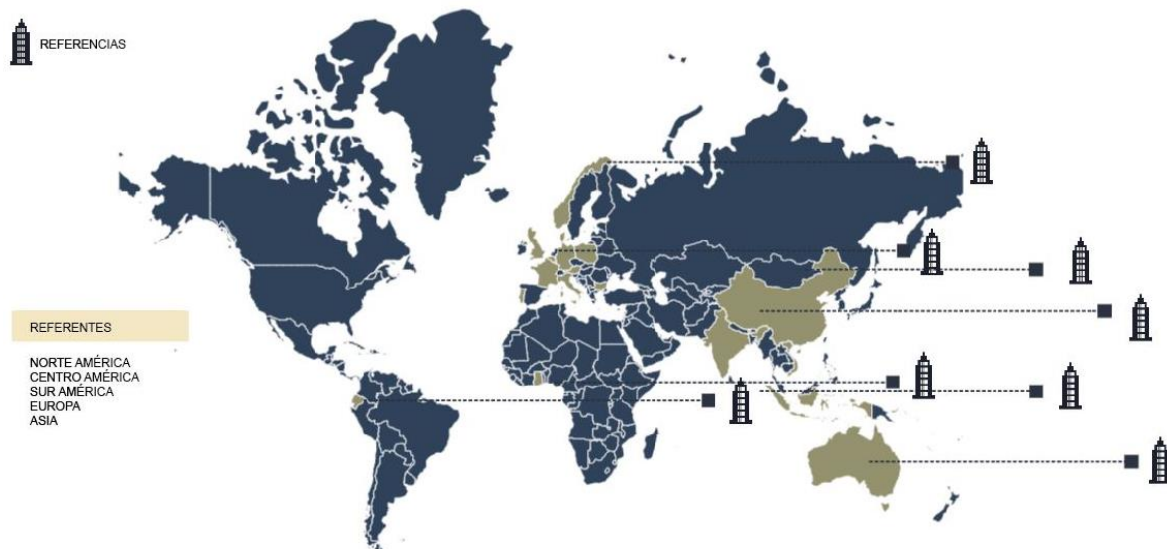 REFERENCIAS
REFERENTES
NORTE AMÉRICA
CENTRO AMÉRICA
SUR AMÉRICA
EUROPA
ASIA